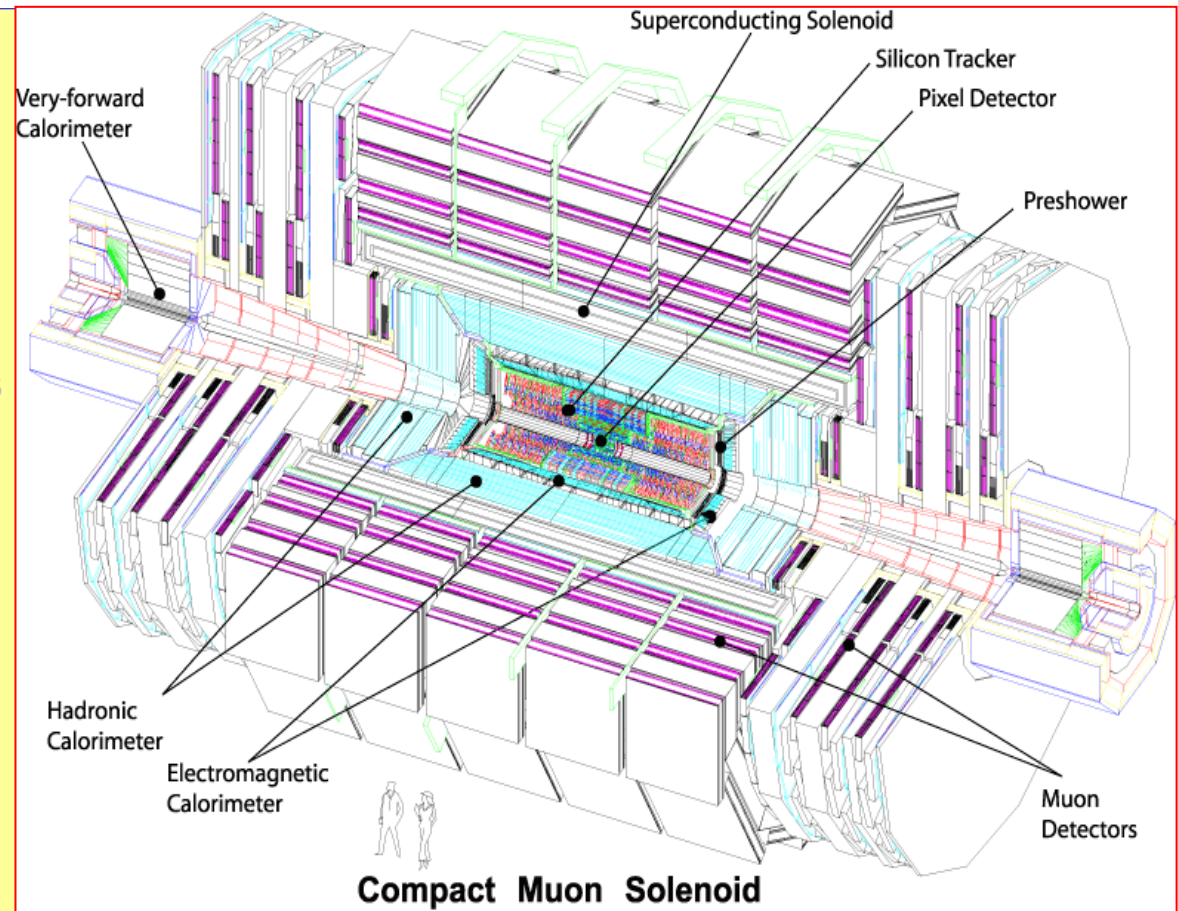 Superconducting Solenoid
Silicon Tracker
Pixel Detector
Very-forward
Calorimeter
Preshower
Hadronic
Calorimeter
Electromagnetic
Calorimeter
Muon
Detectors
Compact Muon Solenoid